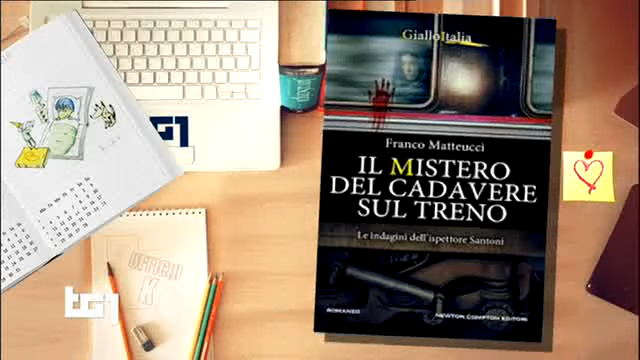 GialloItalia
Franco Matteucci
IL MISTERO
DEL CADAVERE
SUL TRENO
Le indagini dell'ispettore Santoni
ROMANZO
NEWTON COMPTON EDITORI
UFFICIO
K
TG1